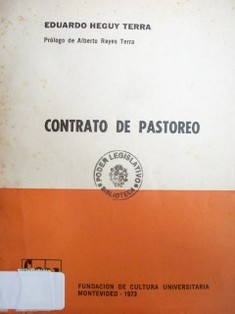 EDUARDO HEGUY TERRA
Prólogo de Alberto Reyes Terra
CONTRATO DE PASTOREO
PODER LEGISLATIVO
BIBLIOTECA
FUNDACION DE CULTURA UNIVERSITARIA
MONTEVIDEO - 1973